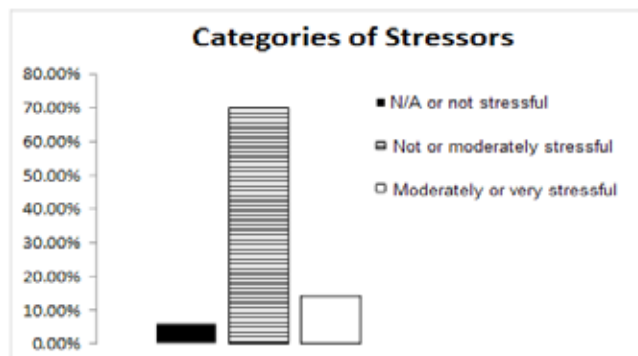 Categories of Stressors
80.00%
70.00%
60.00%
50.00%
40.00%
30.00%
20.00%
10.00%
0.00%
N/A or not stressful
Not or moderately stressful
Moderately or very stressful